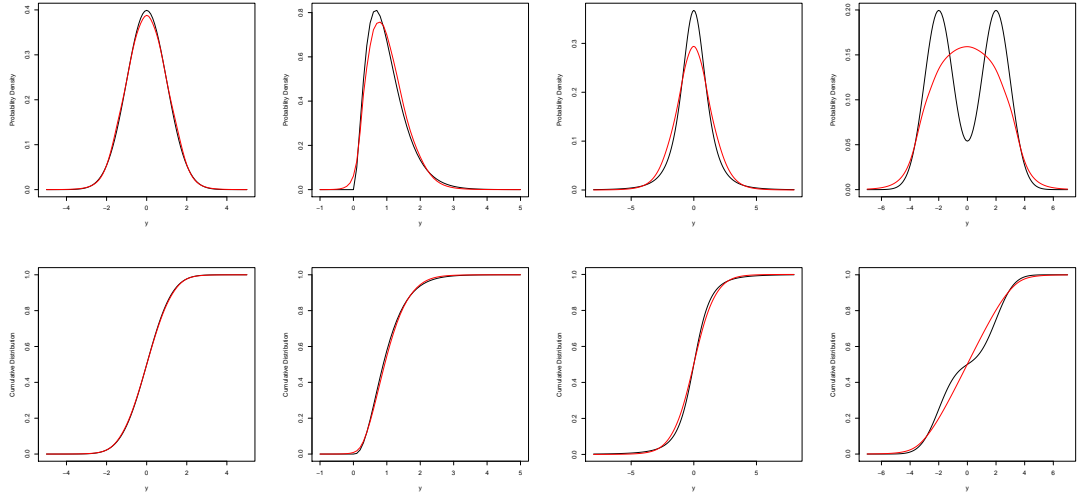 Probability Density
0.0 0.1 0.2 0.3 0.4
−4 −2 0 2 4
y
Probability Density
0.0 0.2 0.4 0.6 0.8
−1 0 1 2 3 4 5
y
Probability Density
0.0 0.1 0.2 0.3
−5 0 5
y
Probability Density
0.00 0.05 0.10 0.15 0.20
−6 −4 −2 0 2 4 6
y
Cumulative Distribution
0.0 0.2 0.4 0.6 0.8 1.0
−4 −2 0 2 4
y
Cumulative Distribution
0.0 0.2 0.4 0.6 0.8 1.0
−1 0 1 2 3 4 5
y
Cumulative Distribution
0.0 0.2 0.4 0.6 0.8 1.0
−5 0 5
y
Cumulative Distribution
0.0 0.2 0.4 0.6 0.8 1.0
−6 −4 −2 0 2 4 6
y